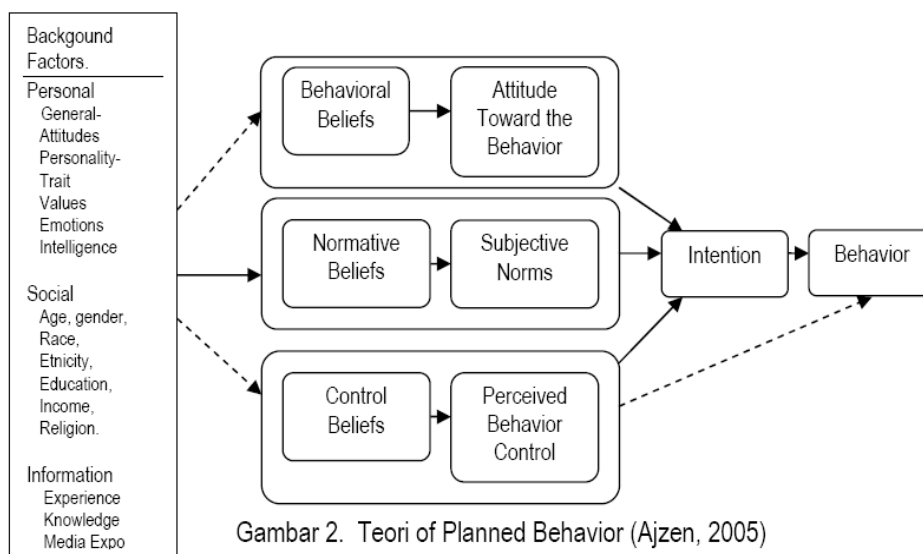 Backgound
Factors.
Personal
General-
Attitudes
Personality-
Trait
Values
Emotions
Intelligence
Social
Age, gender,
Race,
Etnicity,
Education,
Income,
Religion.
Information
Experience
Knowledge
Media Expo
Behavioral
Beliefs
Attitude
Toward the
Behavior
Normative
Beliefs
Subjective
Norms
Control
Beliefs
Perceived
Behavior
Control
Intention
Behavior
Gambar 2. Teori of Planned Behavior (Ajzen, 2005)